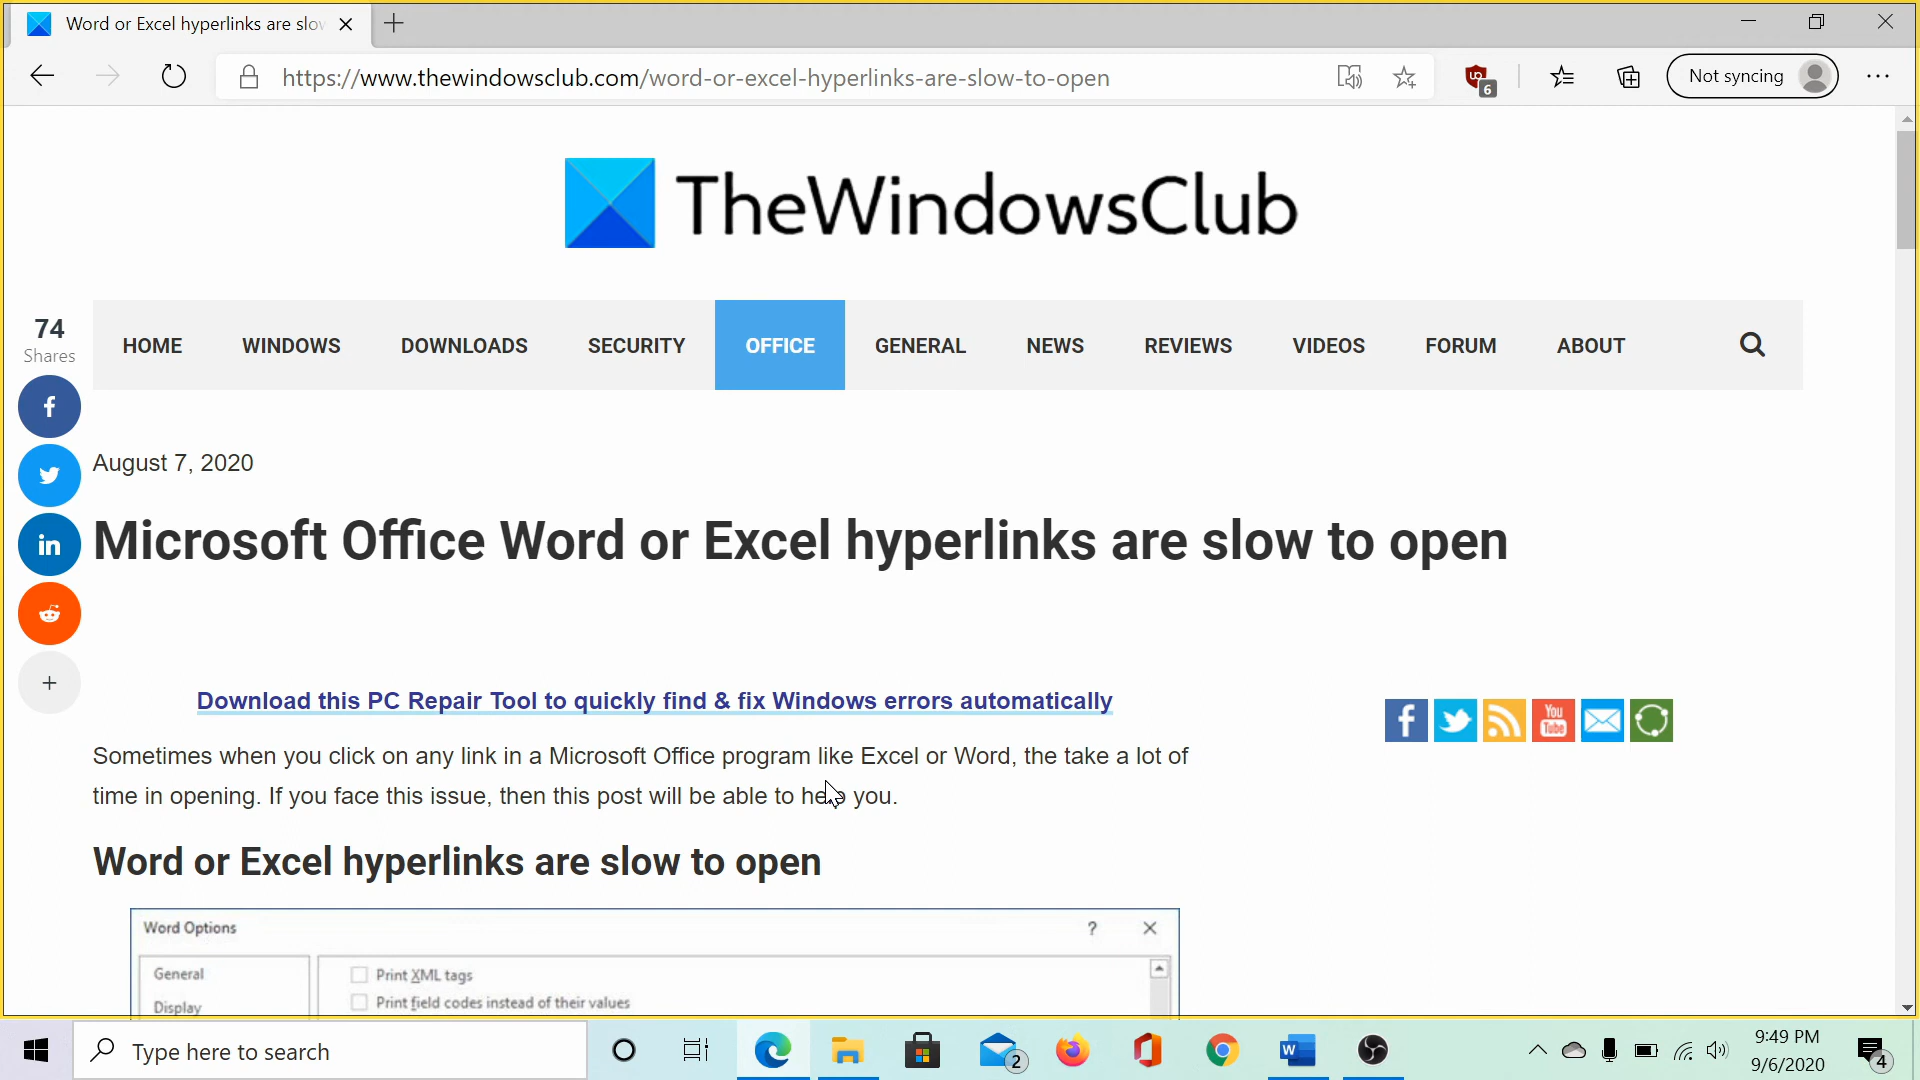 Word or Excel hyperlinks are slow
https://www.thewindowsclub.com/word-or-excel-hyperlinks-are-slow-to-open
6
Not syncing
TheWindowsClub
74
Shares
HOME WINDOWS DOWNLOADS SECURITY OFFICE GENERAL NEWS REVIEWS VIDEOS FORUM ABOUT
August 7, 2020
Microsoft Office Word or Excel hyperlinks are slow to open
Download this PC Repair Tool to quickly find & fix Windows errors automatically
You
Tube
Sometimes when you click on any link in a Microsoft Office program like Excel or Word, the take a lot of
time in opening. If you face this issue, then this post will be able to help you.
Word or Excel hyperlinks are slow to open
Word Options
General
Print XML tags
Display
Print field codes instead of their values
Type here to search
2
9:49 PM
9/6/2020
4